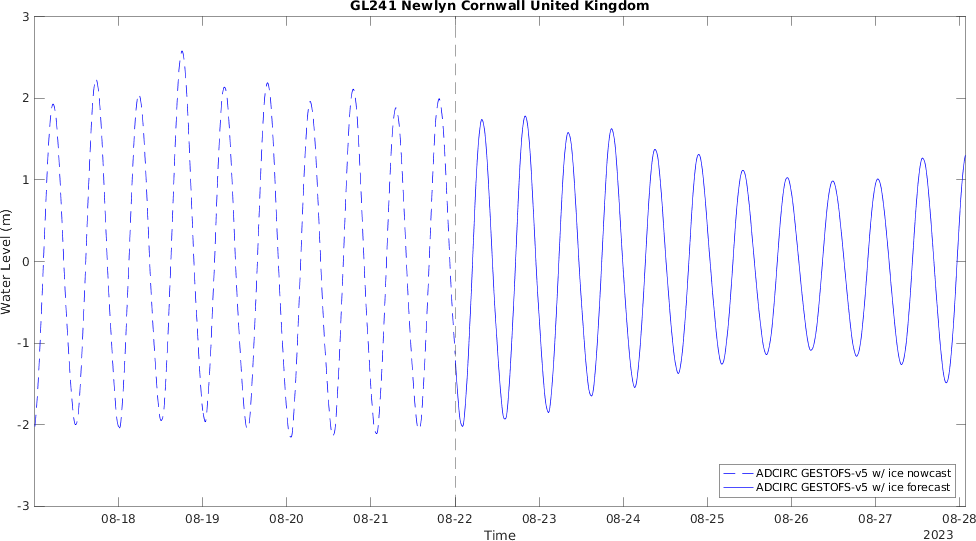 GL241 Newlyn Cornwall United Kingdom
3
2
1
0
-1
-2
-3
Water Level (m)
ADCIRC GESTOFS-v5 w/ ice nowcast
ADCIRC GESTOFS-v5 w/ ice forecast
08-18 08-19 08-20 08-21 08-22 08-23 08-24 08-25 08-26 08-27 08-28
Time
2023